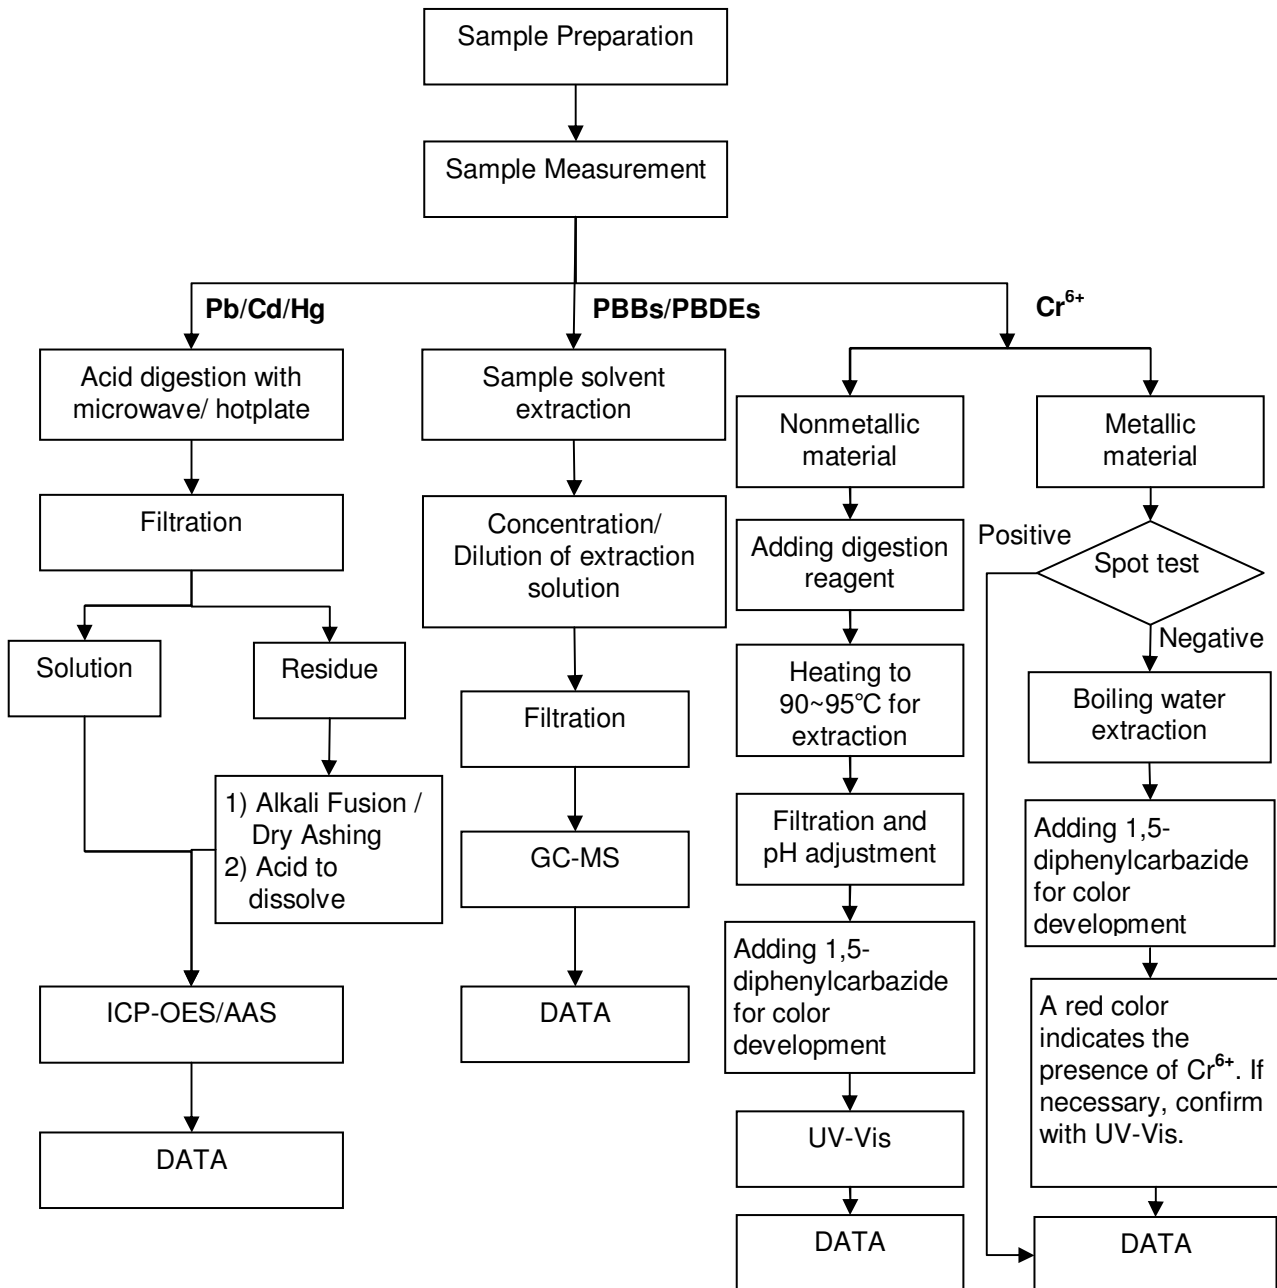 Sample Preparation
Sample Measurement
Pb/Cd/Hg
PBBs/PBDEs
Cr6+
Acid digestion with
microwave/ hotplate
Filtration
Solution
Residue
1) Alkali Fusion /
Dry Ashing
2) Acid to
dissolve
ICP-OES/AAS
DATA
Sample solvent
extraction
Concentration/
Dilution of extraction
solution
Filtration
GC-MS
DATA
Nonmetallic
material
Adding digestion
reagent
Heating to
90~95℃ for
extraction
Filtration and
pH adjustment
Adding 1,5-
diphenylcarbazide
for color
development
UV-Vis
DATA
Metallic
material
Spot test
Positive
Negative
Boiling water
extraction
Adding 1,5-
diphenylcarbazide
for color
development
A red color
indicates the
presence of Cr6+. If
necessary, confirm
with UV-Vis.
DATA